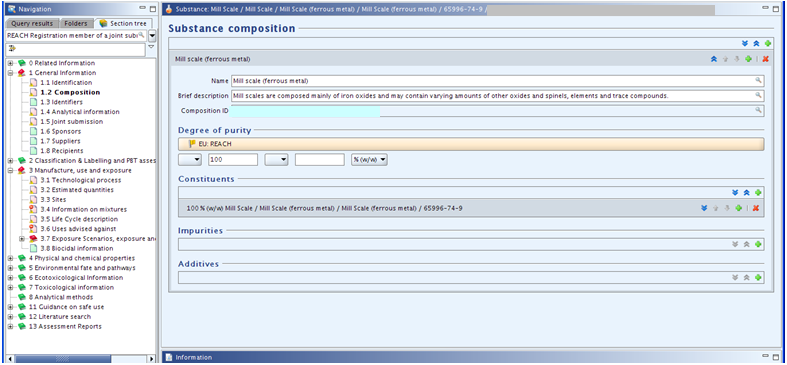 Navigation
Query results
Folders
Section tree
REACH Registration member of a joint subi
0 Related Information
1 General Information
1.1 Identification
1.2 Composition
1.3 Identifiers
1.4 Analytical information
1.5 Joint submission
1.6 Sponsors
1.7 Suppliers
1.8 Recipients
2 Classification & Labelling and PBT asses
3 Manufacture, use and exposure
3.1 Technological process
3.2 Estimated quantities
3.3 Sites
3.4 Information on mixtures
3.5 Life Cycle description
3.6 Uses advised against
3.7 Exposure Scenarios, exposure an
3.8 Biocidal information
4 Physical and chemical properties
5 Environmental fate and pathways
6 Ecotoxicological Information
7 Toxicological information
8 Analytical methods
11 Guidance on safe use
12 Literature search
13 Assessment Reports
Substance: Mill Scale / Mill Scale (ferrous metal) / Mill Scale (ferrous metal) / 65996-74-9 /
Substance composition
Mill scale (ferrous metal)
Name Mill scale (ferrous metal)
Brief description Mill scales are composed mainly of iron oxides and may contain varying amounts of other oxides and spinels, elements and trace compounds.
Composition ID
Degree of purity
EU: REACH
100 % (w/w)
Constituents
100 % (w/w) Mill Scale / Mill Scale (ferrous metal) / Mill Scale (ferrous metal) / 65996-74-9
Impurities
Additives
Information